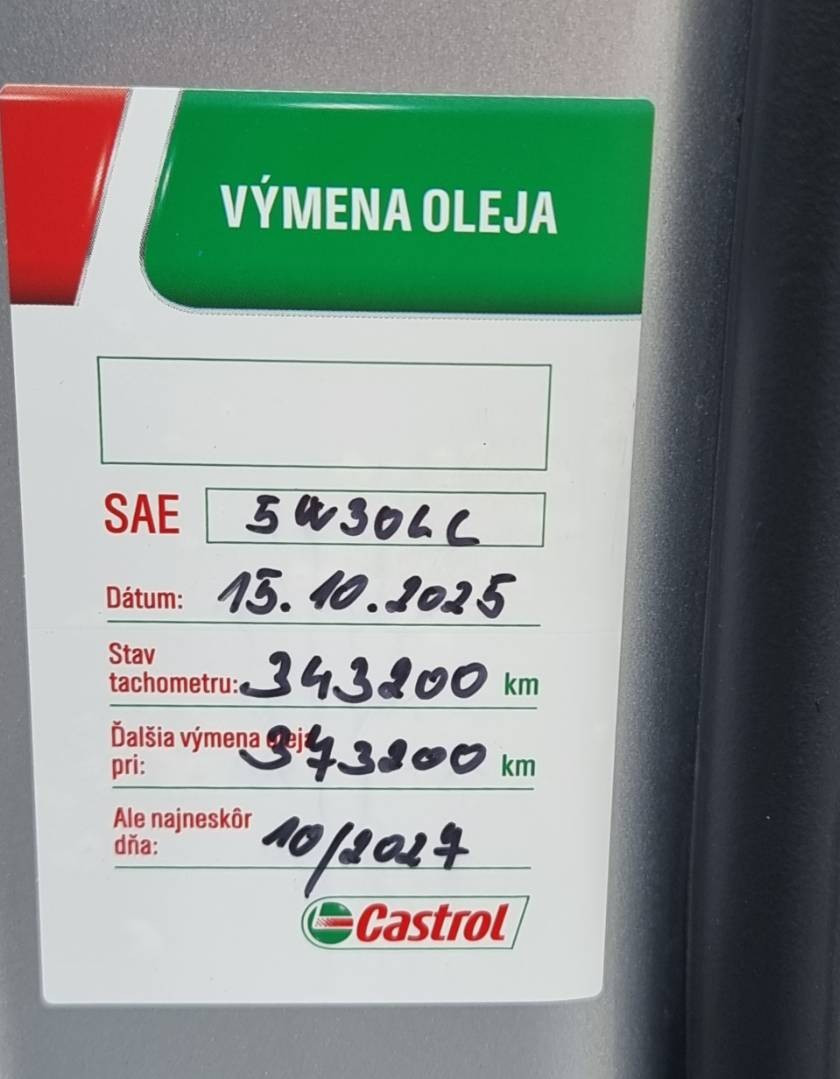 VÝMENA OLEJA
SAE 5W30LL
Dátum: 15.10.2025
Stav
tachometru: 343200 km
Ďalšia výmena oleja
pri: 373200 km
Ale najneskôr
dňa: 10/2027
Castrol